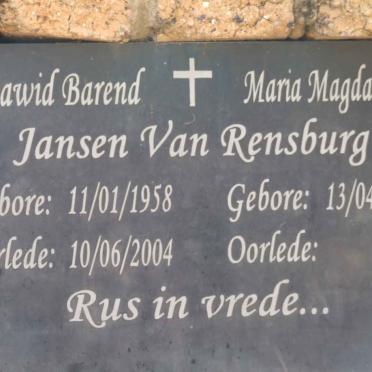 awid Barend Maria Magda
Jansen Van Rensburg
bore: 11/01/1958 Gebore: 13/04
rlede: 10/06/2004 Oorlede:
Rus in vrede...